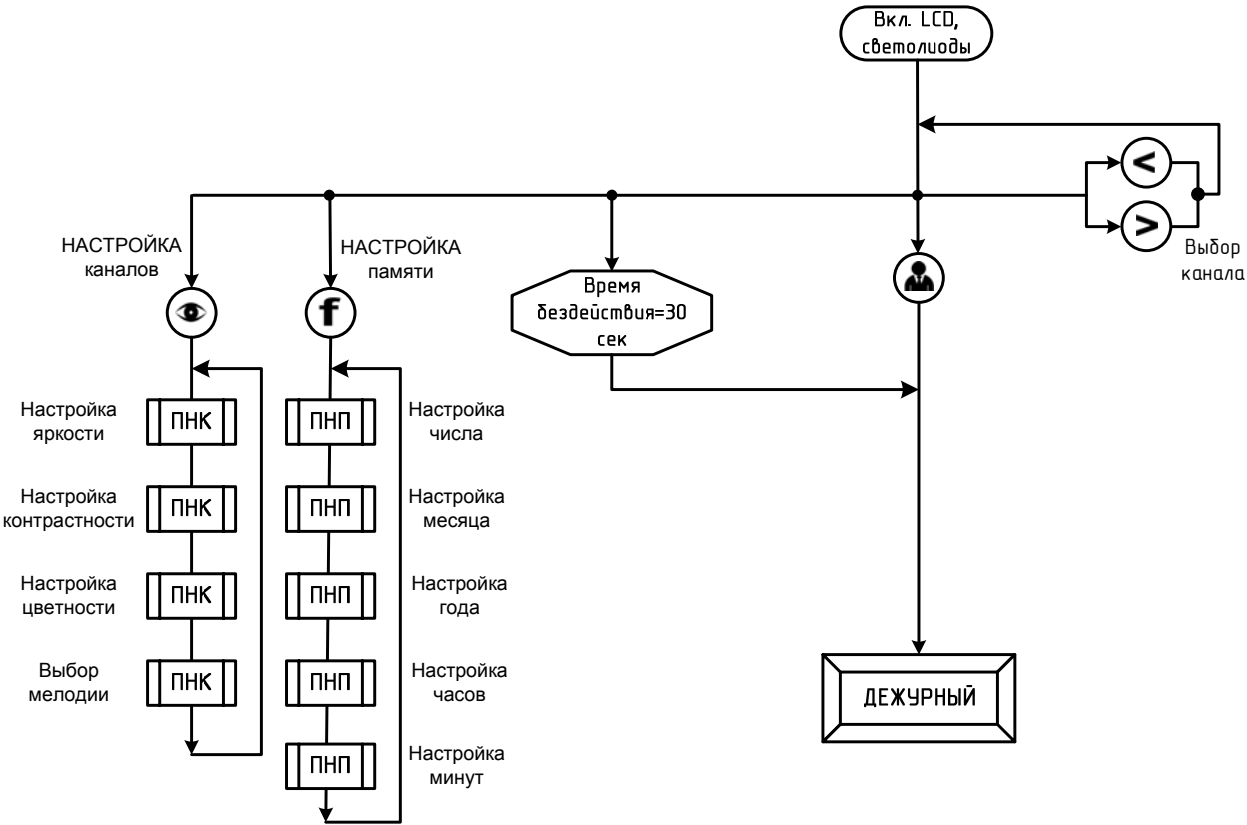 Вкл. LCD,
светолиоды
<
>
Выбор
канала
НАСТРОЙКА
каналов
НАСТРОЙКА
памяти
f
Время
бездействия=30
сек
Настройка
яркости
ПНК
ПНП
Настройка
числа
Настройка
контрастности
ПНК
ПНП
Настройка
месяца
Настройка
цветности
ПНК
ПНП
Настройка
года
Выбор
мелодии
ПНК
ПНП
Настройка
часов
ДЕЖУРНЫЙ
ПНП
Настройка
минут